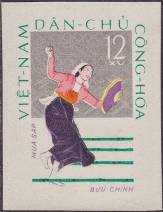 VIỆT-NAM DÂN-CHỦ CỘNG-HÒA
12
XU
MÚA SẠP
BƯU-CHÍNH